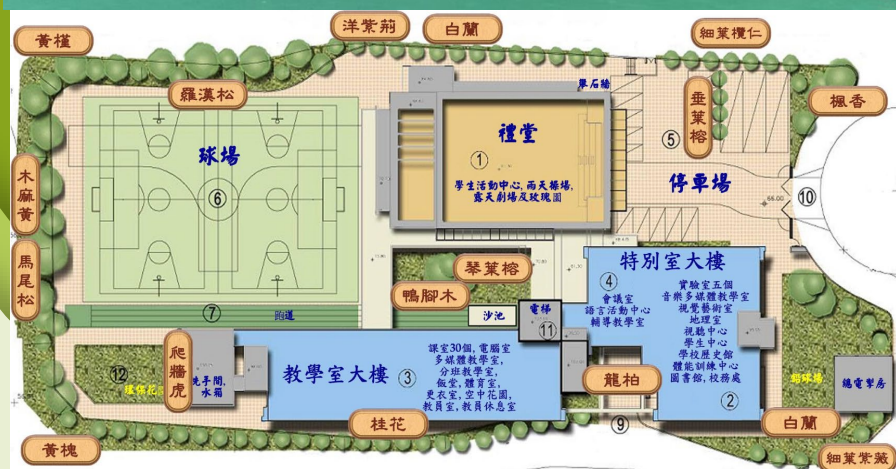 洋紫荊
白蘭
細葉欖仁
黃槿
羅漢松
攀石牆
垂葉榕
楓香
球場
禮堂
①
學生活動中心, 雨天操場,
露天劇場及玫瑰園
⑤
停車場
⑥
⑩
木麻黃
馬尾松
琴葉榕
鴨腳木
特別室大樓
④
會議室
語言活動中心
輔導教學室
實驗室五個
音樂多媒體教學室
視覺藝術室
地理室
視聽中心
學生中心
學校歷史館
體能訓練中心
圖書館, 校務處
②
⑦
跑道
沙池
電梯
⑪
爬牆虎
⑫
環保花
洗手間,
水箱
教學室大樓
③
課室30個, 電腦室
多媒體教學室,
分班教學室,
飯堂, 體育室,
更衣室, 空中花園,
教員室, 教員休息室
龍柏
鉛球場
總電掣房
桂花
⑨
白蘭
黃槐
細葉紫薇